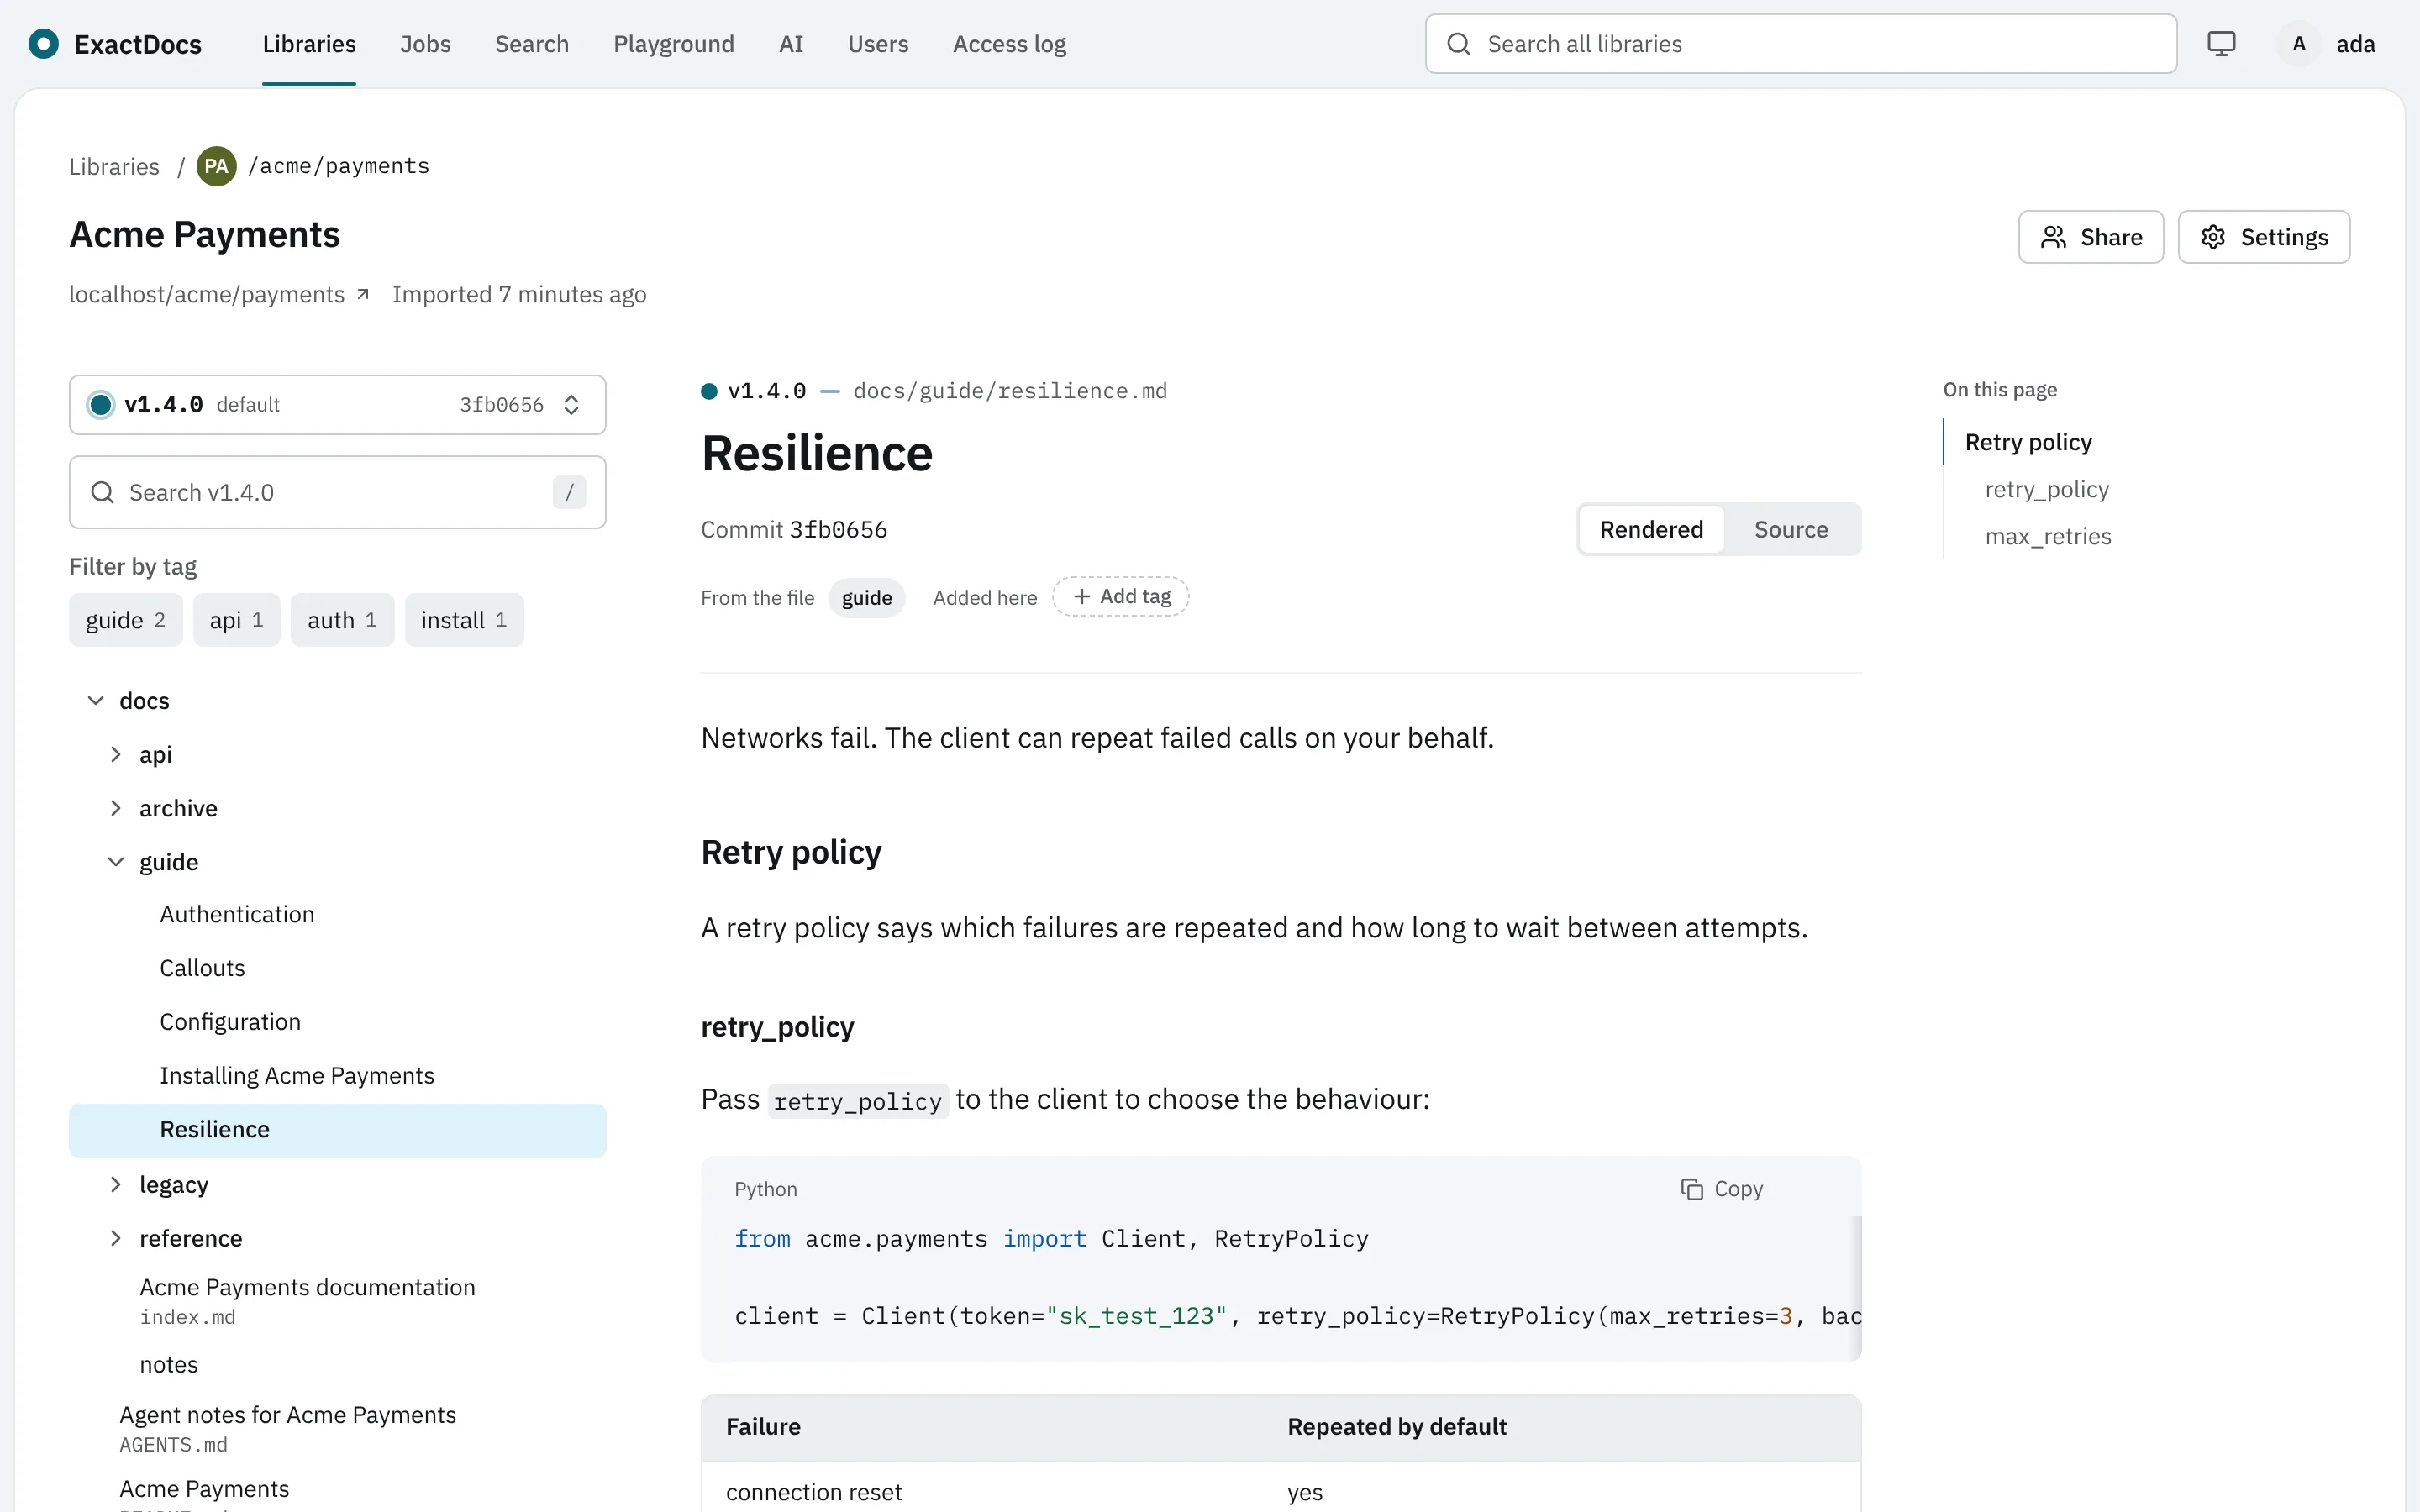 ExactDocs Libraries Jobs Search Playground AI Users Access log Search all libraries A ada
Libraries / PA /acme/payments
Acme Payments
Share Settings
localhost/acme/payments ↗ Imported 7 minutes ago
v1.4.0 default 3fb0656
Search v1.4.0 /
Filter by tag
guide 2 api 1 auth 1 install 1
docs
api
archive
guide
Authentication
Callouts
Configuration
Installing Acme Payments
Resilience
legacy
reference
Acme Payments documentation
index.md
notes
Agent notes for Acme Payments
AGENTS.md
Acme Payments
v1.4.0 — docs/guide/resilience.md
Resilience
Commit 3fb0656
Rendered Source
From the file guide Added here + Add tag
Networks fail. The client can repeat failed calls on your behalf.
Retry policy
A retry policy says which failures are repeated and how long to wait between attempts.
retry_policy
Pass retry_policy to the client to choose the behaviour:
Python Copy
from acme.payments import Client, RetryPolicy
client = Client(token="sk_test_123", retry_policy=RetryPolicy(max_retries=3, bac
Failure Repeated by default
connection reset yes
On this page
Retry policy
retry_policy
max_retries